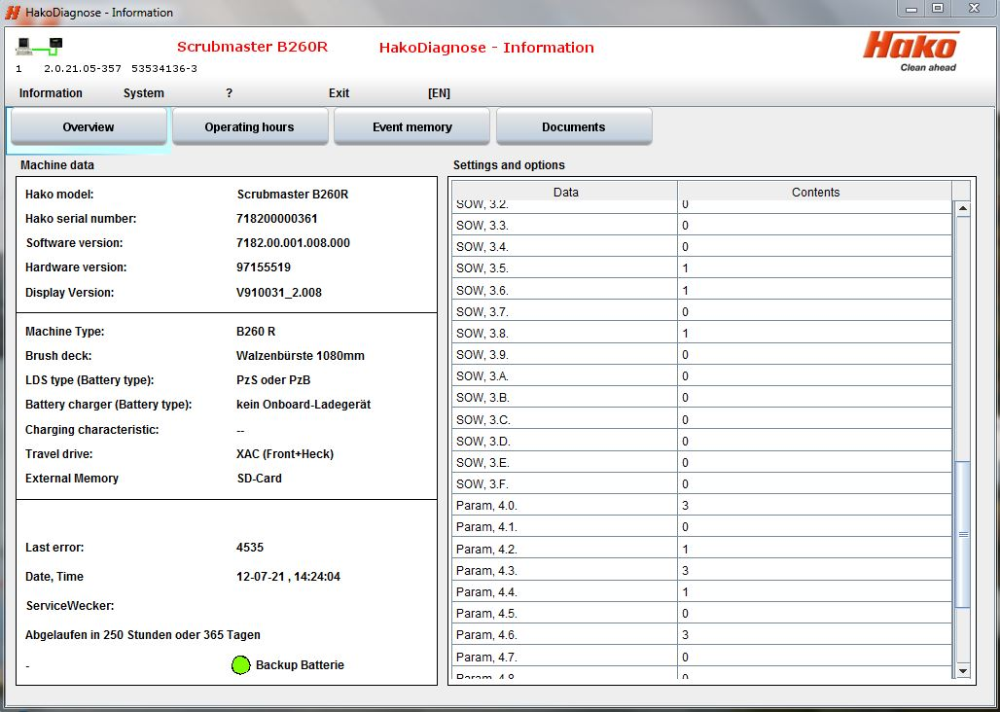 HakoDiagnose - Information
Scrubmaster B260R HakoDiagnose - Information
Hako
Clean ahead
1 2.0.21.05-357 53534136-3
Information System ? Exit [EN]
Overview Operating hours Event memory Documents
Machine data
Hako model: Scrubmaster B260R
Hako serial number: 718200000361
Software version: 7182.00.001.008.000
Hardware version: 97155519
Display Version: V910031_2.008
Machine Type: B260 R
Brush deck: Walzenbürste 1080mm
LDS type (Battery type): PzS oder PzB
Battery charger (Battery type): kein Onboard-Ladegerät
Charging characteristic: --
Travel drive: XAC (Front+Heck)
External Memory SD-Card
Last error: 4535
Date, Time 12-07-21 , 14:24:04
ServiceWecker:
Abgelaufen in 250 Stunden oder 365 Tagen
- Backup Batterie
Settings and options
Data Contents
SOW, 3.2. 0
SOW, 3.3. 0
SOW, 3.4. 0
SOW, 3.5. 1
SOW, 3.6. 1
SOW, 3.7. 0
SOW, 3.8. 1
SOW, 3.9. 0
SOW, 3.A. 0
SOW, 3.B. 0
SOW, 3.C. 0
SOW, 3.D. 0
SOW, 3.E. 0
SOW, 3.F. 0
Param, 4.0. 3
Param, 4.1. 0
Param, 4.2. 1
Param, 4.3. 3
Param, 4.4. 1
Param, 4.5. 0
Param, 4.6. 3
Param, 4.7. 0
Param, 4.8. 0